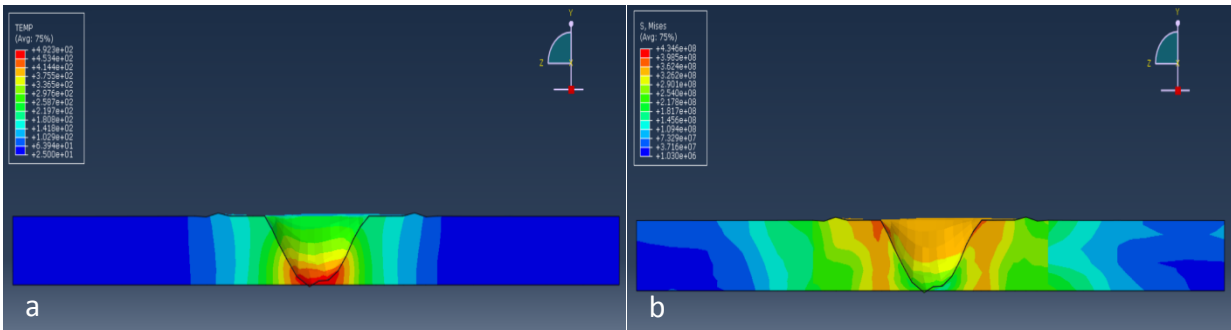 TEMP
(Avg: 75%)
+4.923e+02
+4.534e+02
+4.144e+02
+3.755e+02
+3.365e+02
+2.976e+02
+2.587e+02
+2.197e+02
+1.808e+02
+1.418e+02
+1.029e+02
+6.394e+01
+2.500e+01
Y
Z
X
a
S, Mises
(Avg: 75%)
+4.346e+08
+3.985e+08
+3.624e+08
+3.262e+08
+2.901e+08
+2.540e+08
+2.178e+08
+1.817e+08
+1.456e+08
+1.094e+08
+7.329e+07
+3.716e+07
+1.030e+06
Y
Z
X
b